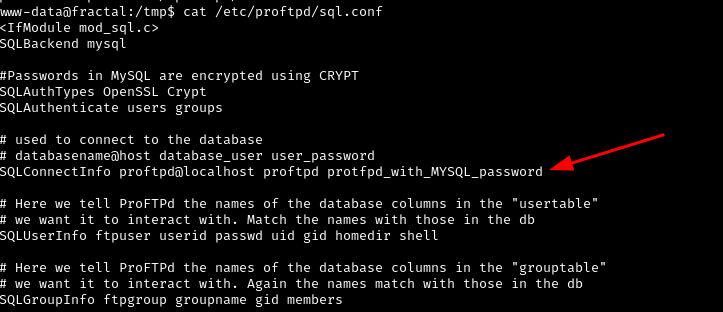 www-data@fractal:/tmp$ cat /etc/proftpd/sql.conf
<IfModule mod_sql.c>
SQLBackend mysql
#Passwords in MySQL are encrypted using CRYPT
SQLAuthTypes OpenSSL Crypt
SQLAuthenticate users groups
# used to connect to the database
# databasename@host database_user user_password
SQLConnectInfo proftpd@localhost proftpd protfpd_with_MYSQL_password
# Here we tell ProFTPd the names of the database columns in the "usertable"
# we want it to interact with. Match the names with those in the db
SQLUserInfo ftpuser userid passwd uid gid homedir shell
# Here we tell ProFTPd the names of the database columns in the "grouptable"
# we want it to interact with. Again the names match with those in the db
SQLGroupInfo ftpgroup groupname gid members